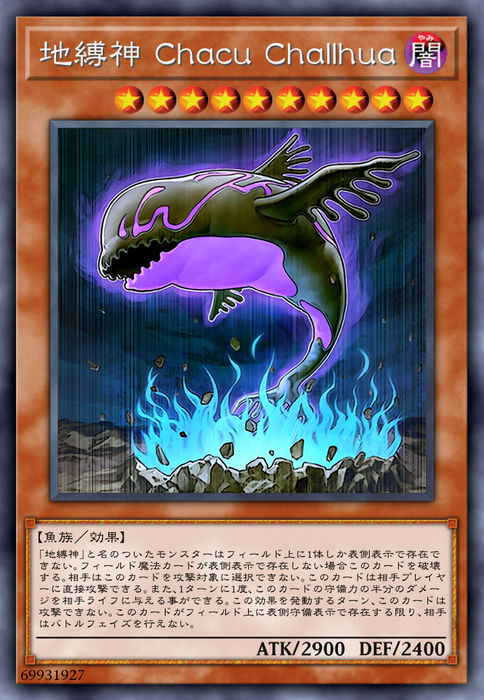 地縛神 Chacu Challhua
闇
やみ
【魚族／効果】
「地縛神」と名のついたモンスターはフィールド上に1体しか表側表示で存在で
きない。フィールド魔法カードが表側表示で存在しない場合このカードを破壊
する。相手はこのカードを攻撃対象に選択できない。このカードは相手プレイヤ
ーに直接攻撃できる。また、1ターンに1度、このカードの守備力の半分のダメー
ジを相手ライフに与える事ができる。この効果を発動するターン、このカードは
攻撃できない。このカードがフィールド上に表側守備表示で存在する限り、相手
はバトルフェイズを行えない。
ATK/2900 DEF/2400
69931927